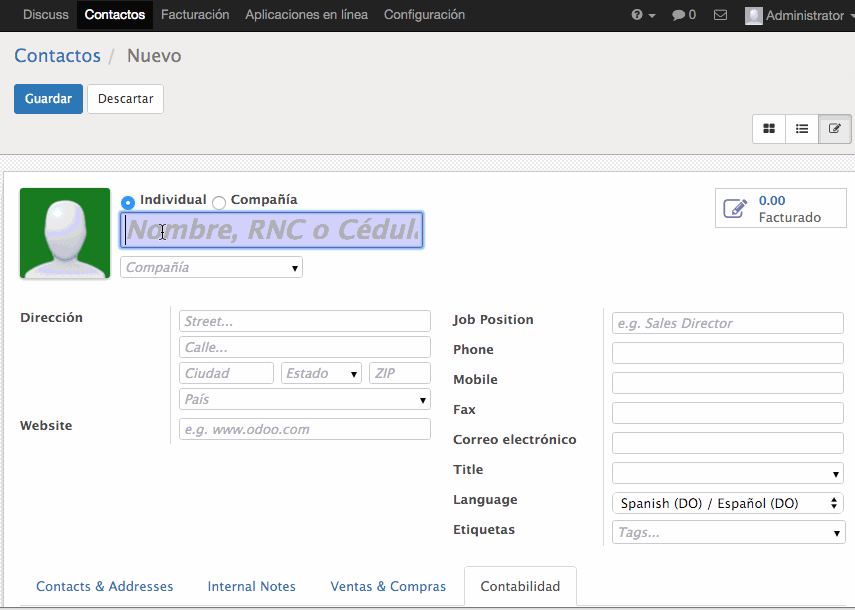 Discuss Contactos Facturación Aplicaciones en línea Configuración 0 Administrator
Contactos / Nuevo
Guardar Descartar
Individual Compañía
Nombre, RNC o Cédula
Compañía
0.00
Facturado
Dirección
Street...
Calle...
Ciudad Estado ZIP
País
Website e.g. www.odoo.com
Job Position e.g. Sales Director
Phone
Mobile
Fax
Correo electrónico
Title
Language Spanish (DO) / Español (DO)
Etiquetas Tags...
Contacts & Addresses Internal Notes Ventas & Compras Contabilidad